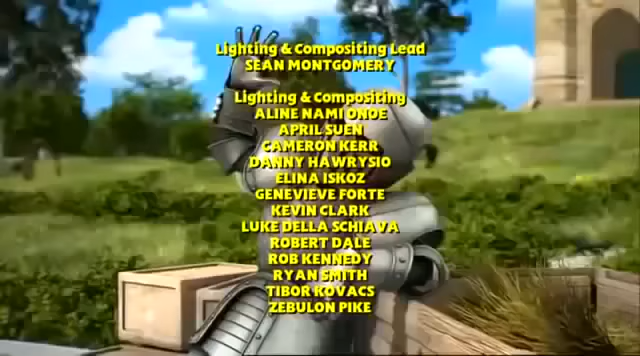 Lighting & Compositing Lead
SEAN MONTGOMERY
Lighting & Compositing
ALINE NAMI ONOE
APRIL SUEN
CAMERON KERR
DANNY HAWRYSIO
ELINA ISKOZ
GENEVIEVE FORTE
KEVIN CLARK
LUKE DELLA SCHIAVA
ROBERT DALE
ROB KENNEDY
RYAN SMITH
TIBOR KOVACS
ZEBULON PIKE